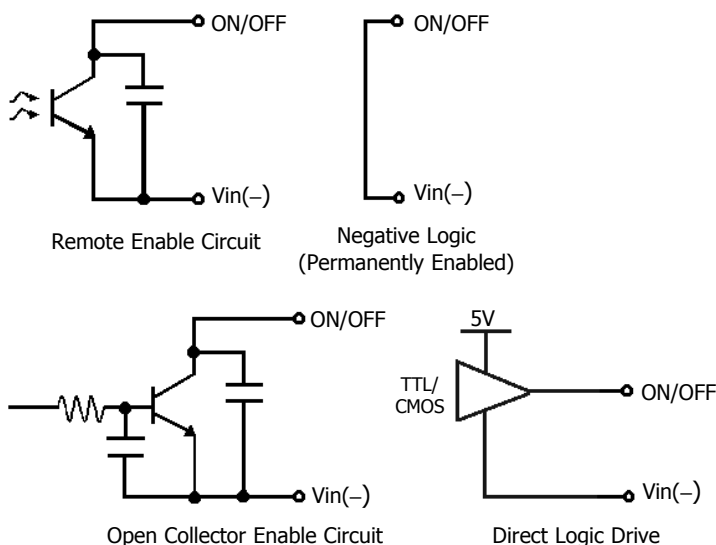 ON/OFF
Vin(−)
Remote Enable Circuit
ON/OFF
Vin(−)
Negative Logic
(Permanently Enabled)
ON/OFF
Vin(−)
Open Collector Enable Circuit
5V
TTL/
CMOS
ON/OFF
Vin(−)
Direct Logic Drive